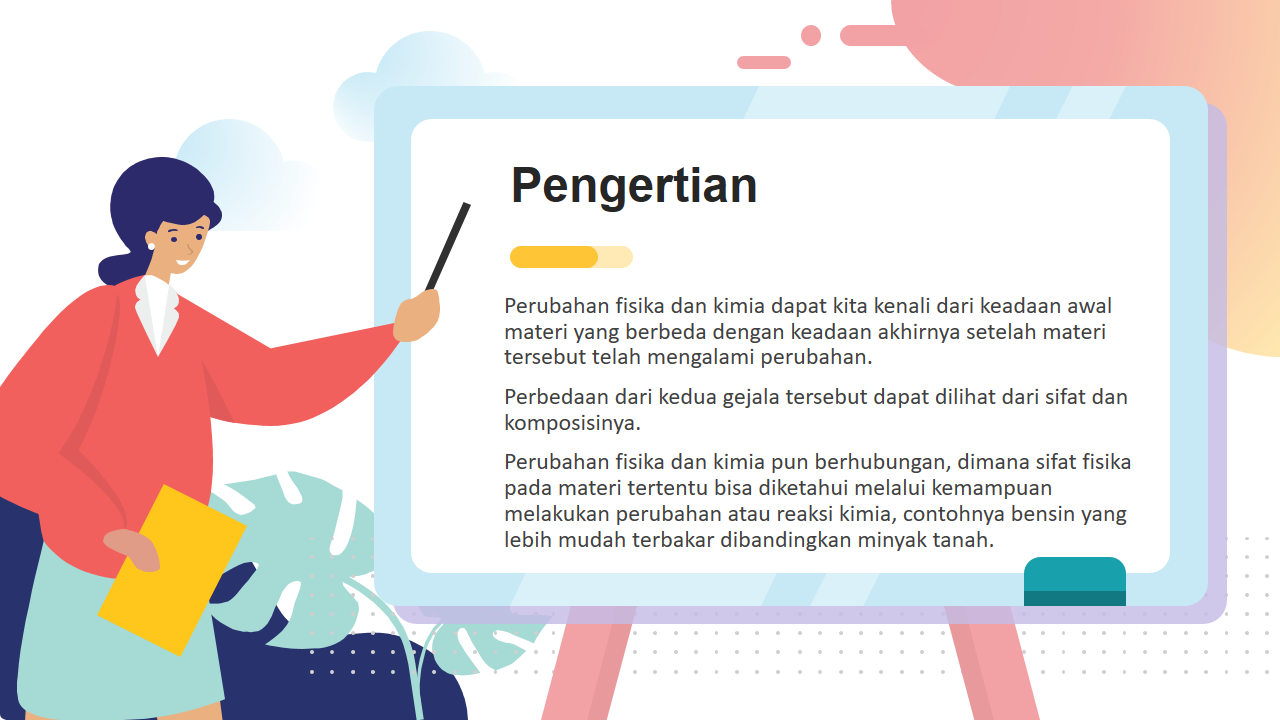 Pengertian
Perubahan fisika dan kimia dapat kita kenali dari keadaan awal
materi yang berbeda dengan keadaan akhirnya setelah materi
tersebut telah mengalami perubahan.
Perbedaan dari kedua gejala tersebut dapat dilihat dari sifat dan
komposisinya.
Perubahan fisika dan kimia pun berhubungan, dimana sifat fisika
pada materi tertentu bisa diketahui melalui kemampuan
melakukan perubahan atau reaksi kimia, contohnya bensin yang
lebih mudah terbakar dibandingkan minyak tanah.